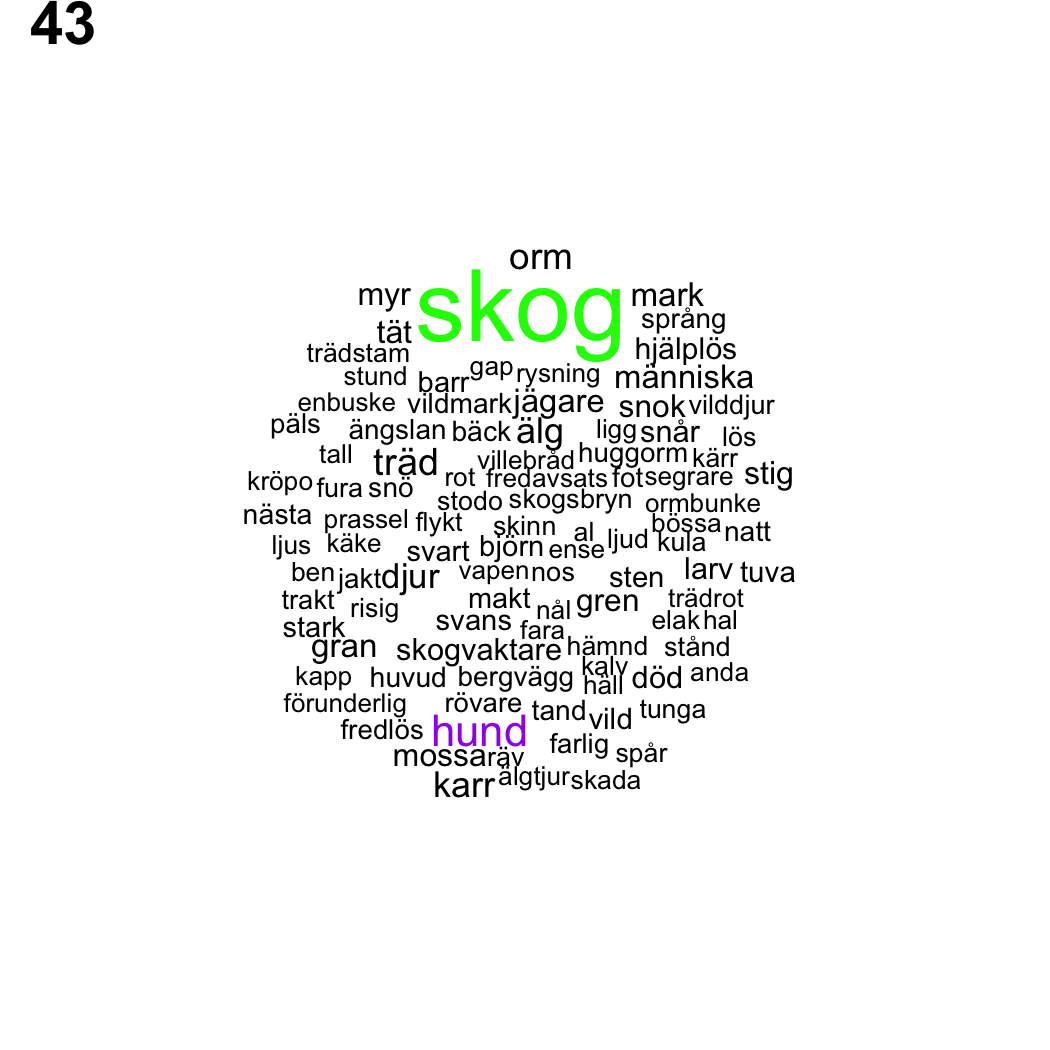 43
orm
myr skog mark
språng
tät hjälplös
trädstam
stund barr gap rysning människa
enbuske vildmark jägare snok vilddjur
päls ängslan bäck älg ligg snår lös
tall träd villebråd huggorm kärr
kröpo fura snö rot fredavsats fot segrare stig
stodo skogsbryn ormbunke
nästa prassel flykt skinn al bössa natt
ljus käke svart björn ense ljud kula
ben jakt djur vapen nos sten larv tuva
trakt risig makt nål gren trädrot
stark svans fara elak hal
gran skogvaktare hämnd stånd
kapp huvud bergvägg kalv häll död anda
förunderlig rövare tand vild tunga
fredlös hund farlig spår
mossa räv
karr älgtjur skada